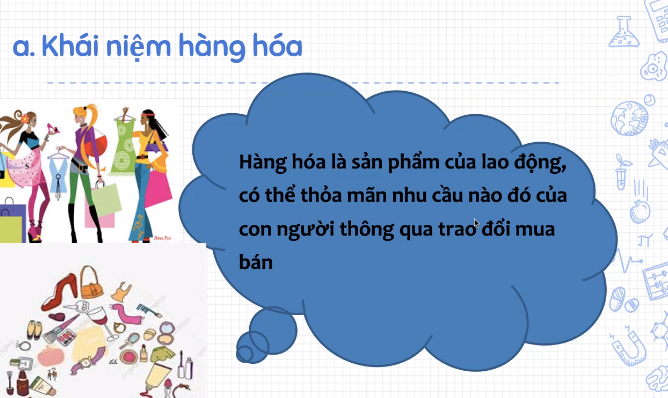 a. Khái niệm hàng hóa
Hàng hóa là sản phẩm của lao động,
có thể thỏa mãn nhu cầu nào đó của
con người thông qua trao đổi mua
bán